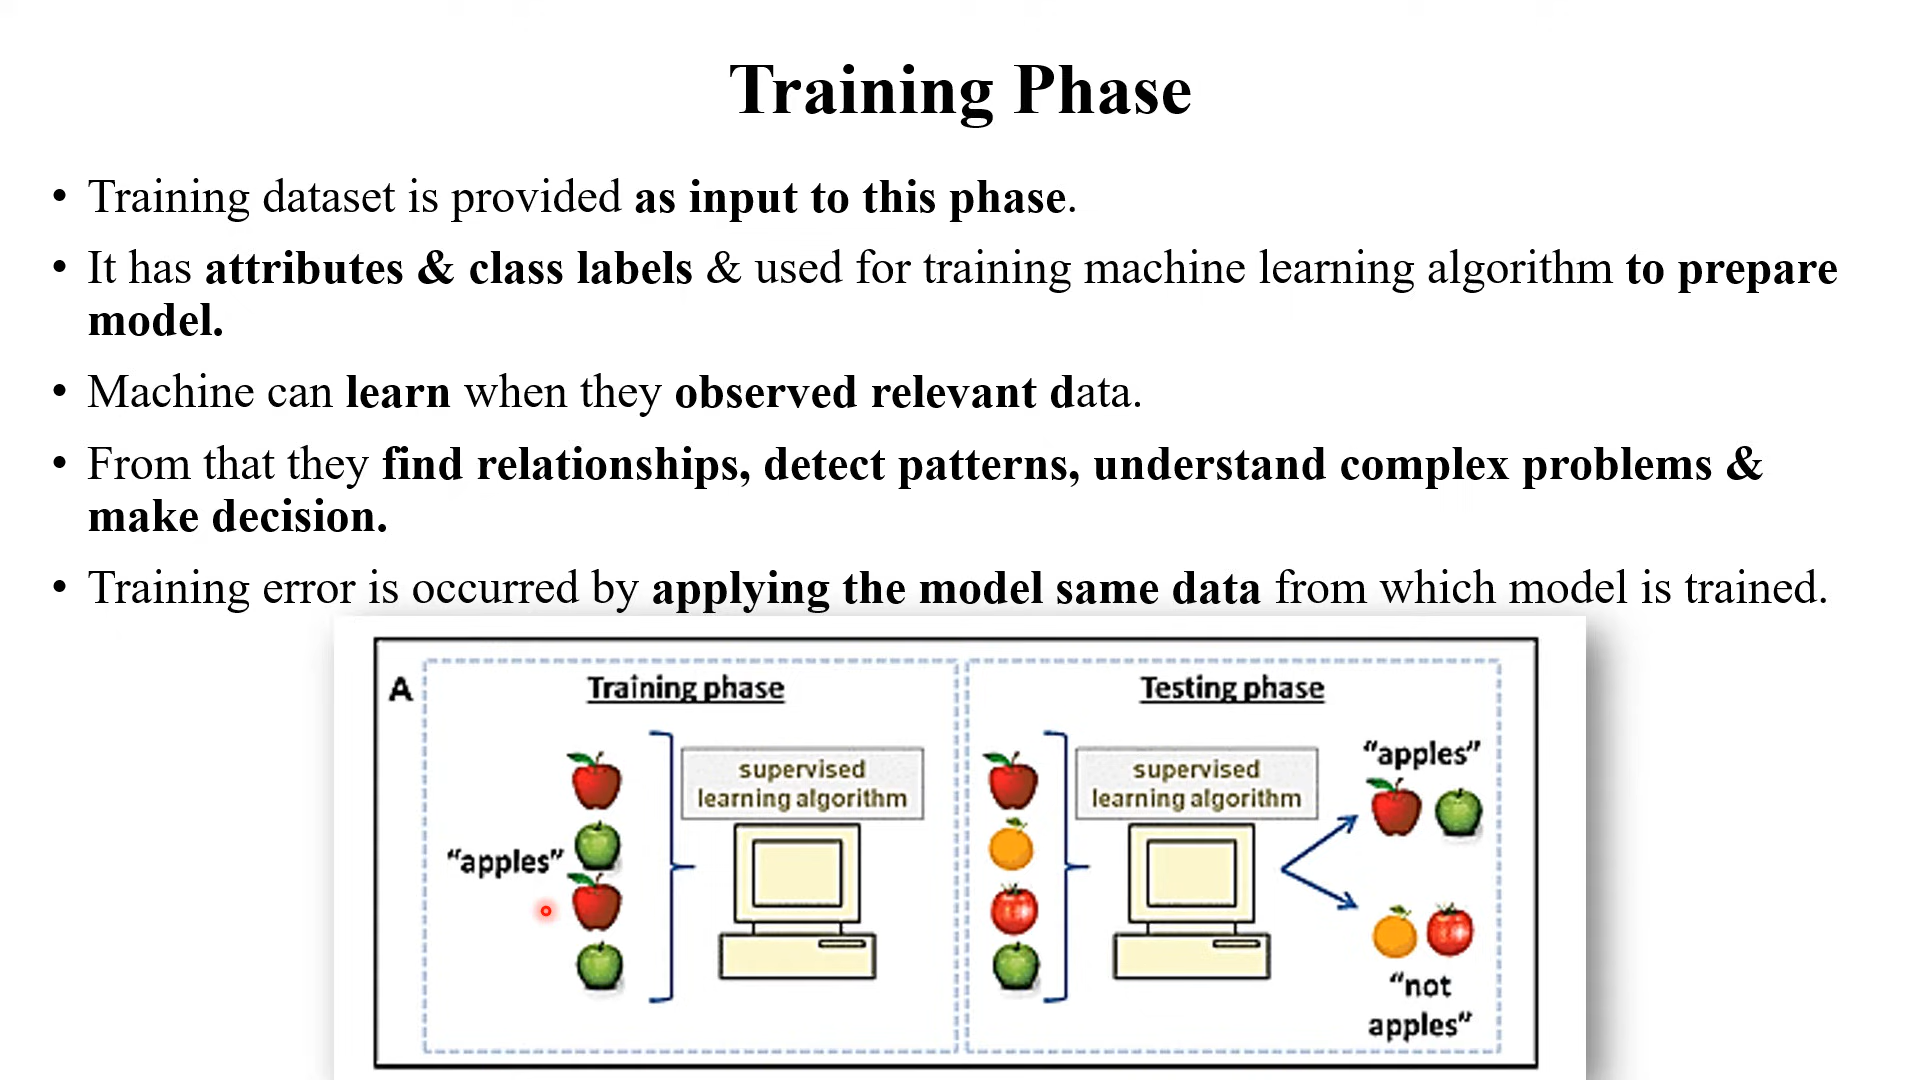 Training Phase
• Training dataset is provided as input to this phase.
• It has attributes & class labels & used for training machine learning algorithm to prepare
model.
• Machine can learn when they observed relevant data.
• From that they find relationships, detect patterns, understand complex problems &
make decision.
• Training error is occurred by applying the model same data from which model is trained.
A
Training phase
supervised
learning algorithm
“apples”
Testing phase
supervised
learning algorithm
“apples”
“not
apples”